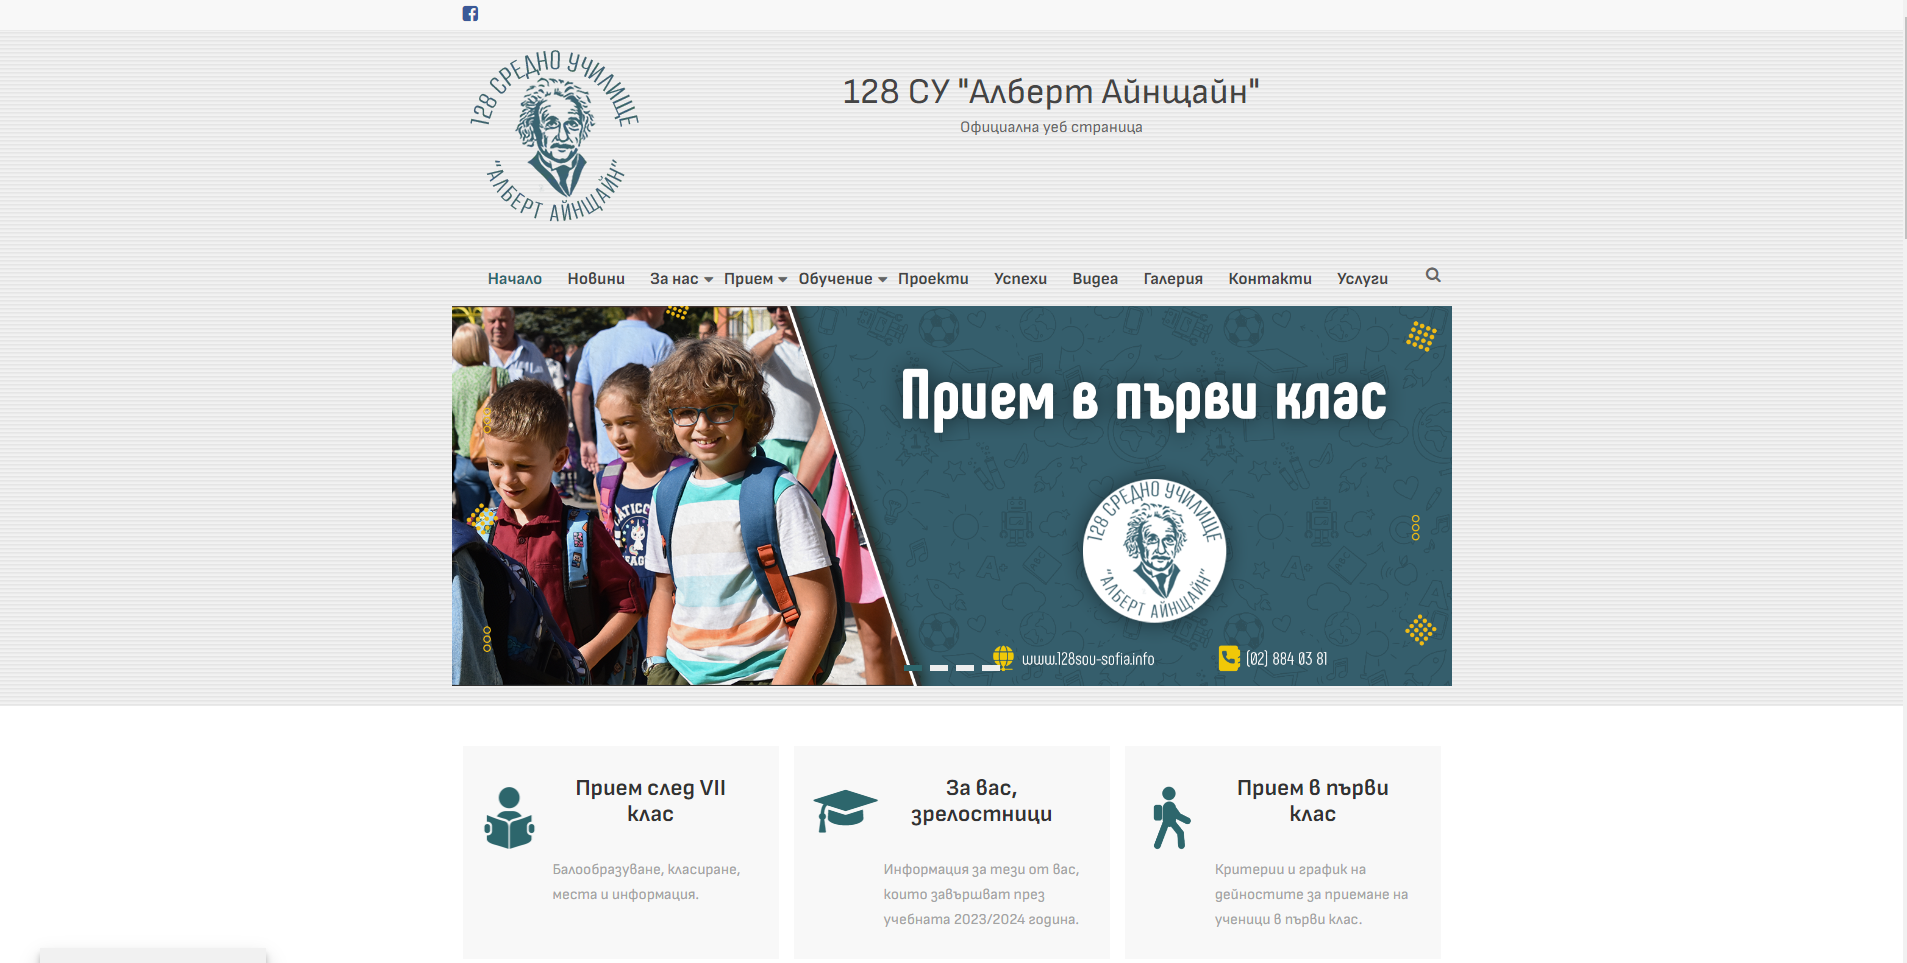 128 СРЕДНО УЧИЛИЩЕ
"АЛБЕРТ АЙНЩАЙН"
128 СУ "Алберт Айнщайн"
Официална уеб страница
Начало Новини За нас Прием Обучение Проекти Успехи Видеа Галерия Контакти Услуги
Прием в първи клас
128 СРЕДНО УЧИЛИЩЕ
"АЛБЕРТ АЙНЩАЙН"
www.128sou-sofia.info
(02) 884 03 81
Прием след VII
клас
Балообразуване, класиране,
места и информация.
За вас,
зрелостници
Информация за тези от вас,
които завършват през
учебната 2023/2024 година.
Прием в първи
клас
Критерии и график на
дейностите за приемане на
ученици в първи клас.